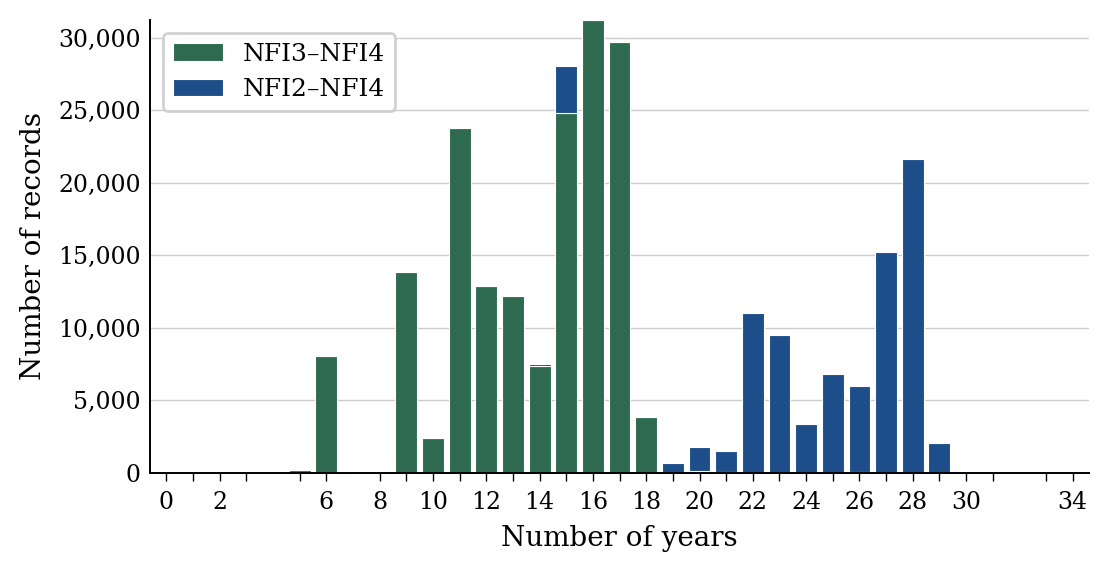 30,000
25,000
20,000
15,000
10,000
5,000
0
Number of records
NFI3–NFI4
NFI2–NFI4
0 2 6 8 10 12 14 16 18 20 22 24 26 28 30 34
Number of years